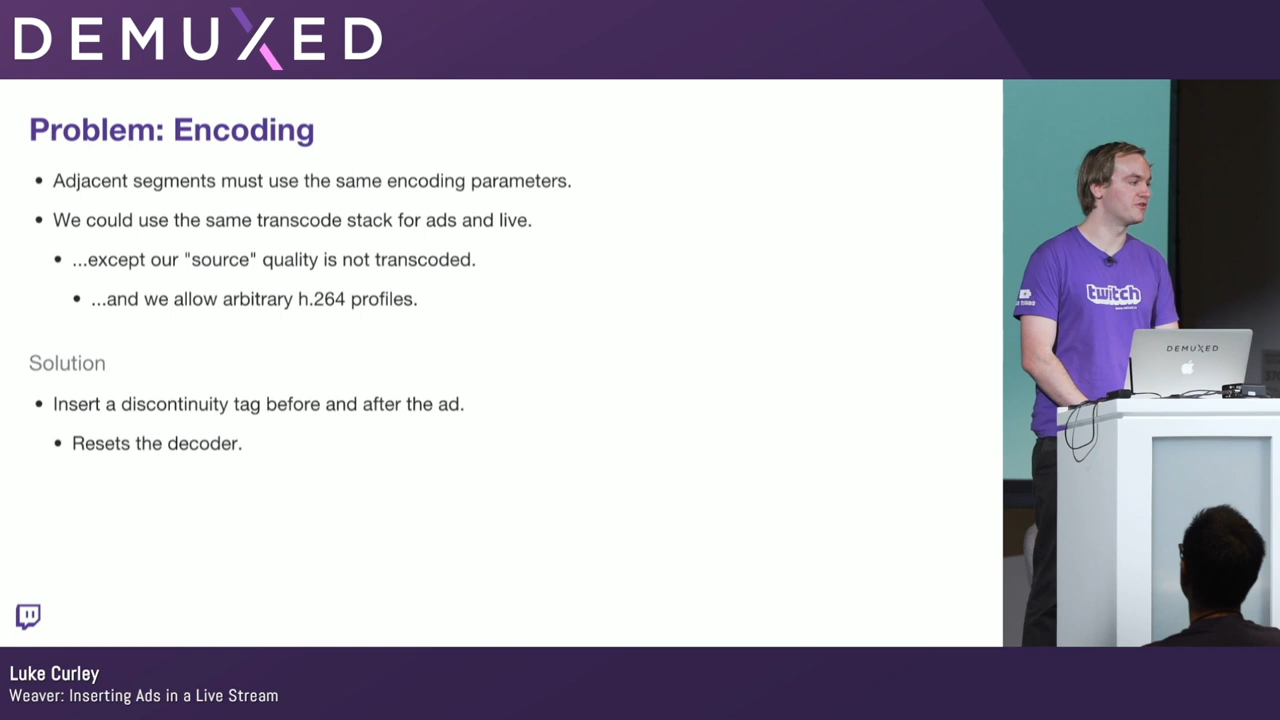 DEMUXED
Problem: Encoding
• Adjacent segments must use the same encoding parameters.
• We could use the same transcode stack for ads and live.
• ...except our "source" quality is not transcoded.
• ...and we allow arbitrary h.264 profiles.
Solution
• Insert a discontinuity tag before and after the ad.
• Resets the decoder.
twitch
DEMUXED
Luke Curley
Weaver: Inserting Ads in a Live Stream